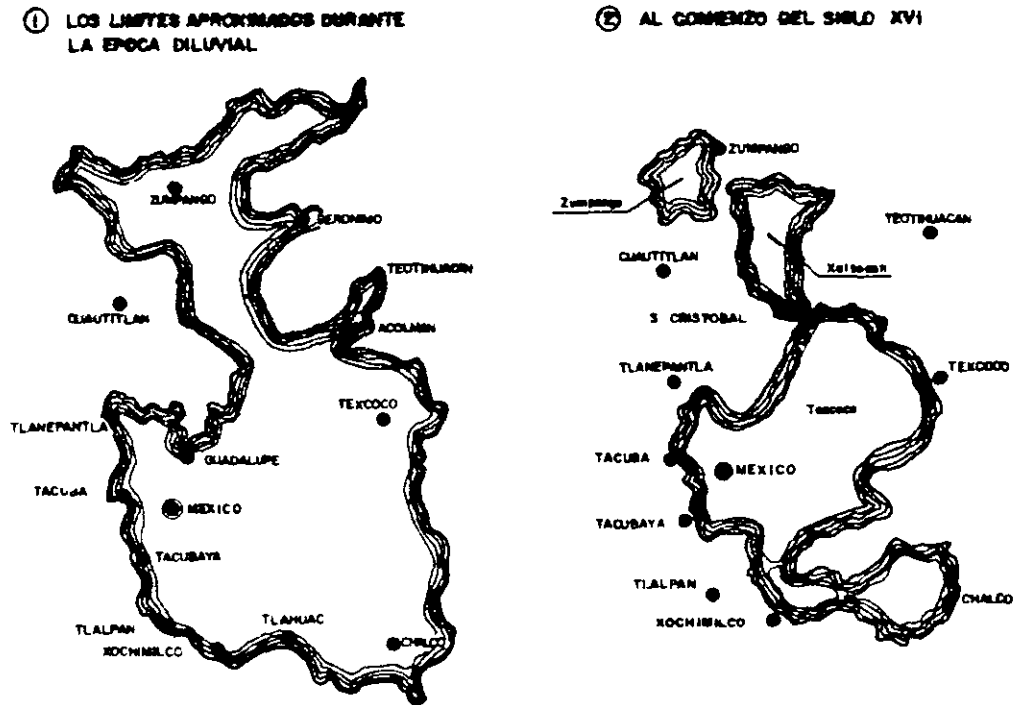 1 LOS LIMITES APROXIMADOS DURANTE
LA EPOCA DILUVIAL
ZUMPANGO
GERONIMO
TEOTIHUACAN
CUAUTITLAN
ACOLMAN
TEXCOCO
TLANEPANTLA
GUADALUPE
TACUBA
MEXICO
TACUBAYA
TLALPAN
TLAHUAC
XOCHIMILCO
CHALCO
2 AL COMIENZO DEL SIGLO XVI
ZUMPANGO
Zumpango
TEOTIHUACAN
CUAUTITLAN
Xaltocan
S CRISTOBAL
TLANEPANTLA
TEXCOCO
Texcoco
TACUBA
MEXICO
TACUBAYA
TLALPAN
XOCHIMILCO
CHALCO